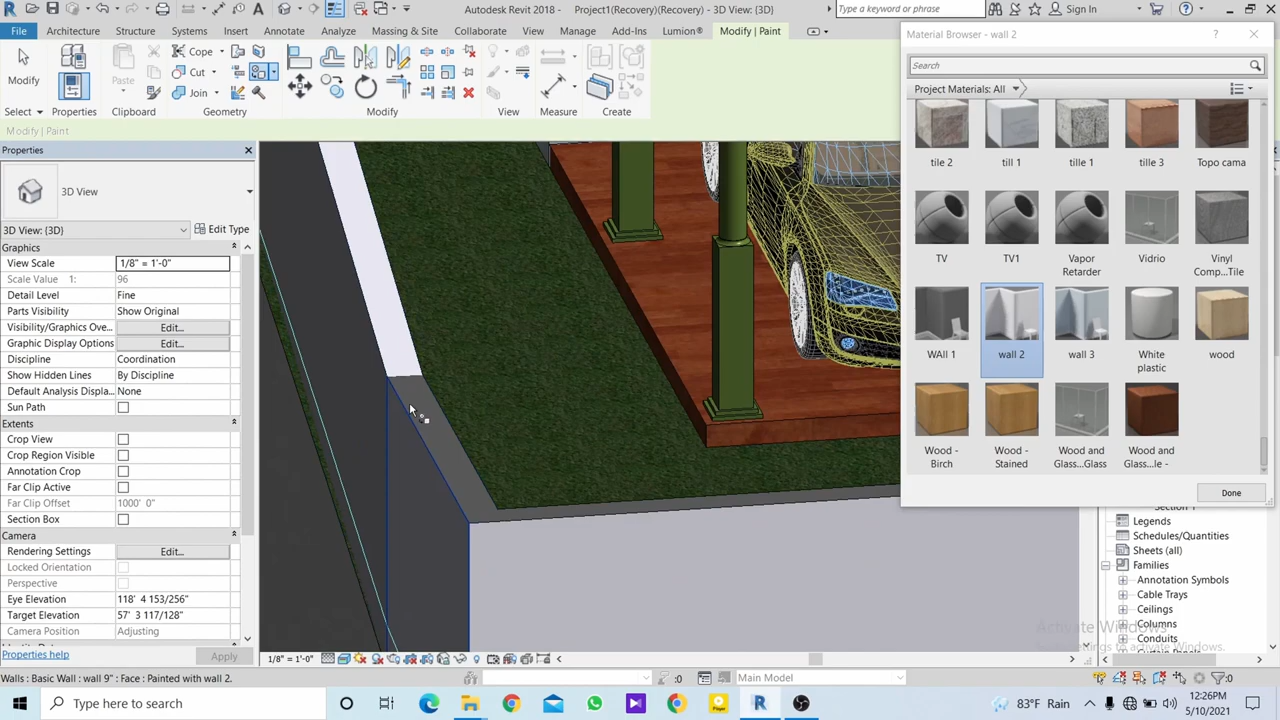 Autodesk Revit 2018 - Project1(Recovery)(Recovery) - 3D View: {3D}
Type a keyword or phrase
Sign In
File Architecture Structure Insert Annotate Analyze Massing & Site Collaborate View Manage Add-Ins Lumion® Modify | Paint
Material Browser - wall 2
Search
Project Materials: All
Modify
Properties
Paste
Cope
Cut
Join
Select Properties Clipboard Geometry Modify View Measure Create
Modify | Paint
Properties
3D View
3D View: {3D} Edit Type
Graphics
View Scale 1/8" = 1'-0"
Scale Value 1: 96
Detail Level Fine
Parts Visibility Show Original
Visibility/Graphics Ove... Edit...
Graphic Display Options Edit...
Discipline Coordination
Show Hidden Lines By Discipline
Default Analysis Displa... None
Sun Path
Extents
Crop View
Crop Region Visible
Annotation Crop
Far Clip Active
Far Clip Offset 1000' 0"
Section Box
Camera
Rendering Settings Edit...
Locked Orientation
Perspective
Eye Elevation 118' 4 153/256"
Target Elevation 57' 3 117/128"
Camera Position Adjusting
Properties help Apply
tile 2 till 1 tille 1 tille 3 Topo cama
TV TV1 Vapor Retarder Vidrio Vinyl Comp...Tile
WAll 1 wall 2 wall 3 White plastic wood
Wood - Birch Wood - Stained Wood and Glass...Glass Wood and Glass...le -
Done
Legends
Schedules/Quantities
Sheets (all)
Families
Annotation Symbols
Cable Trays
Ceilings
Columns
Conduits
Activate Windows
1/8" = 1'-0"
Walls : Basic Wall : wall 9" : Face : Painted with wall 2.
:0
Main Model
:0
Type here to search
83°F Rain
12:26PM
5/10/2021